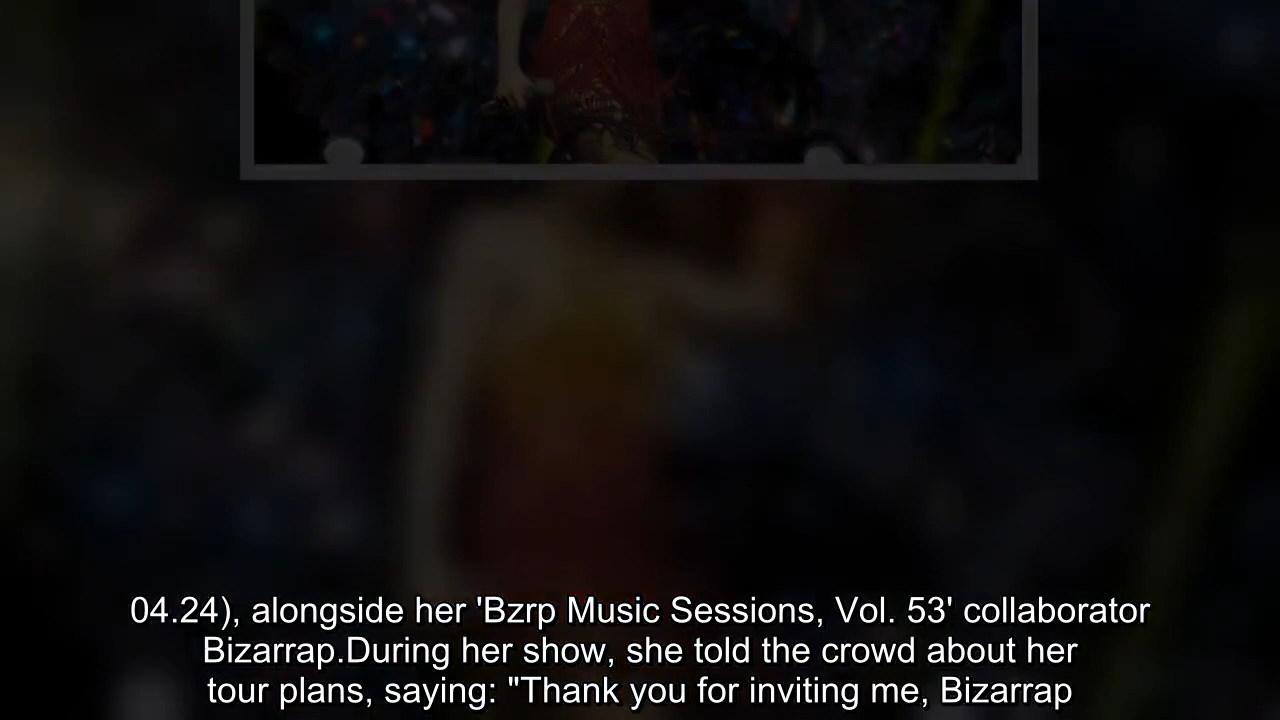 04.24), alongside her 'Bzrp Music Sessions, Vol. 53' collaborator
Bizarrap.During her show, she told the crowd about her
tour plans, saying: "Thank you for inviting me, Bizarrap